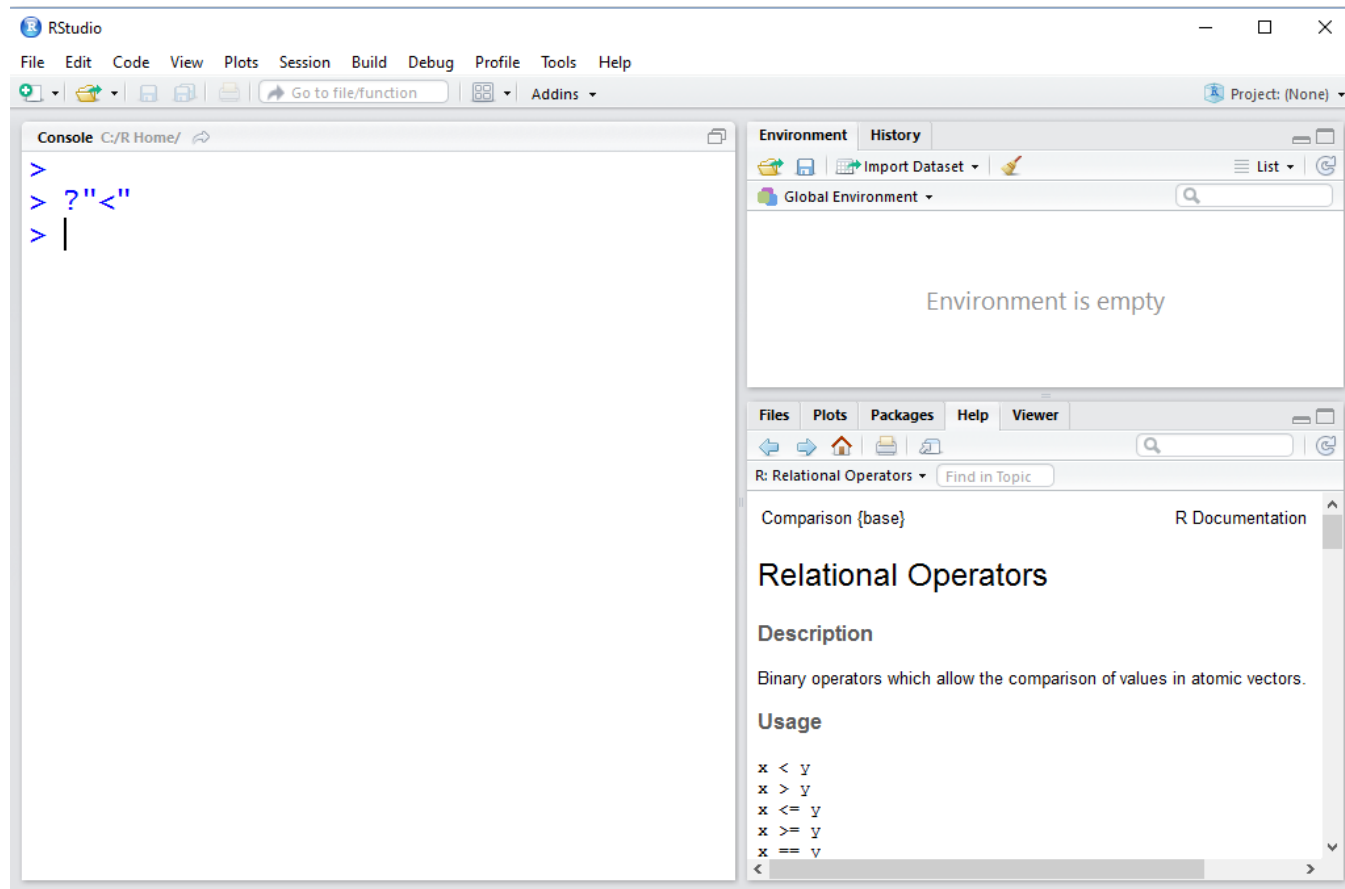 RStudio
File Edit Code View Plots Session Build Debug Profile Tools Help
Go to file/function Addins Project: (None)
Console C:/R Home/
>
> ?"<"
>
Environment History
Import Dataset List
Global Environment
Environment is empty
Files Plots Packages Help Viewer
R: Relational Operators Find in Topic
Comparison {base} R Documentation
Relational Operators
Description
Binary operators which allow the comparison of values in atomic vectors.
Usage
x < y
x > y
x <= y
x >= y
x == y